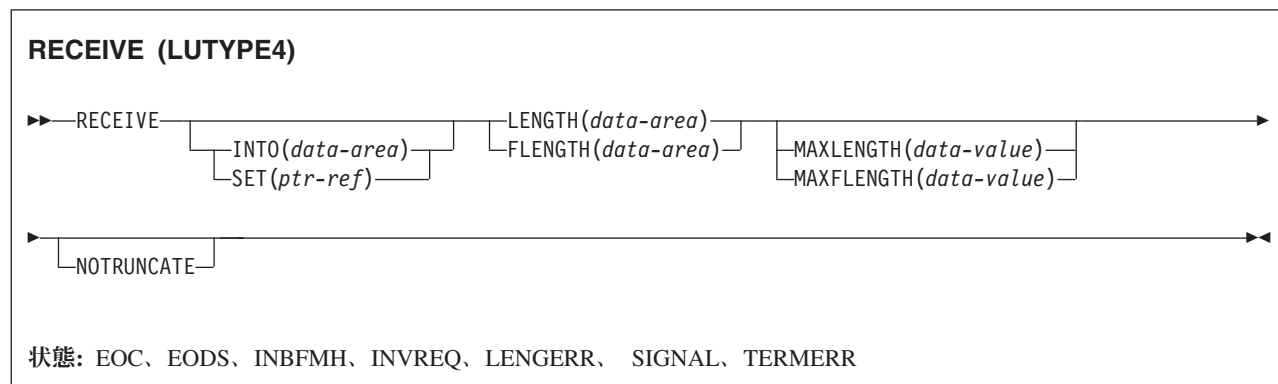 RECEIVE (LUTYPE4)
RECEIVE LENGTH(data-area)
INTO(data-area) FLENGTH(data-area) MAXLENGTH(data-value)
SET(ptr-ref) MAXFLENGTH(data-value)
NOTRUNCATE
状態: EOC、EODS、INBFMH、INVREQ、LENGERR、 SIGNAL、TERMERR